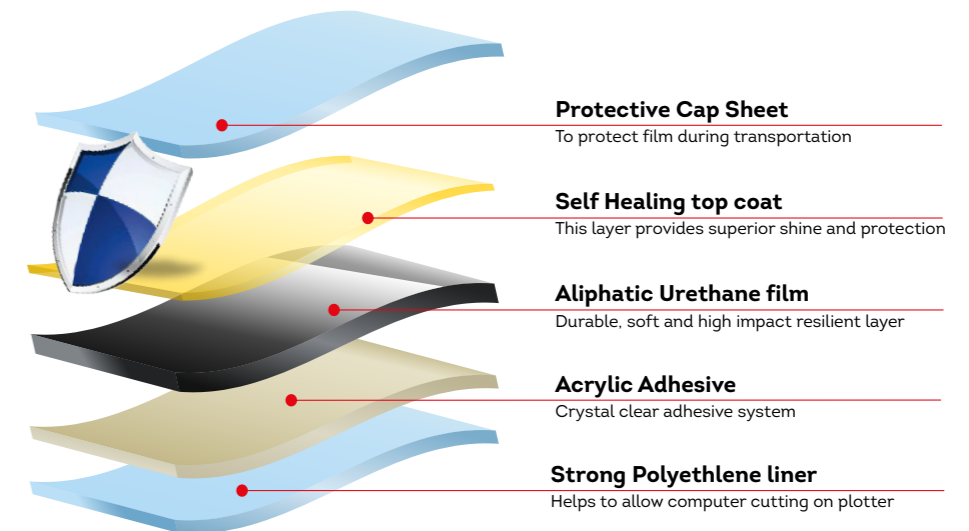 Protective Cap Sheet
To protect film during transportation
Self Healing top coat
This layer provides superior shine and protection
Aliphatic Urethane film
Durable, soft and high impact resilient layer
Acrylic Adhesive
Crystal clear adhesive system
Strong Polyethlene liner
Helps to allow computer cutting on plotter